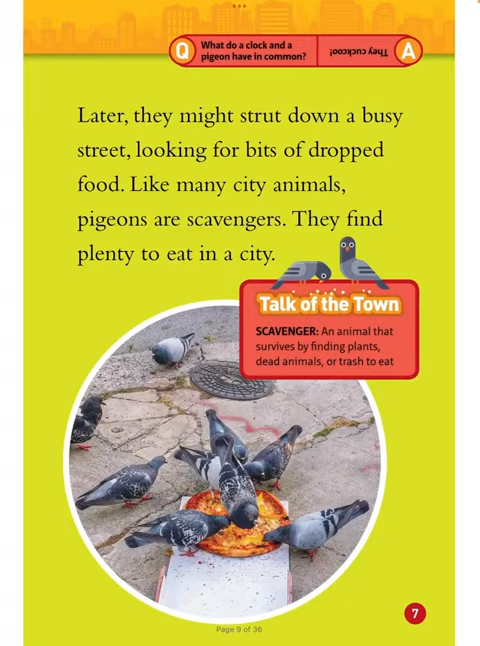 Q
What do a clock and a
pigeon have in common?
They cuckcoo!
A
Later, they might strut down a busy
street, looking for bits of dropped
food. Like many city animals,
pigeons are scavengers. They find
plenty to eat in a city.
Talk of the Town
SCAVENGER: An animal that
survives by finding plants,
dead animals, or trash to eat
7
Page 9 of 36